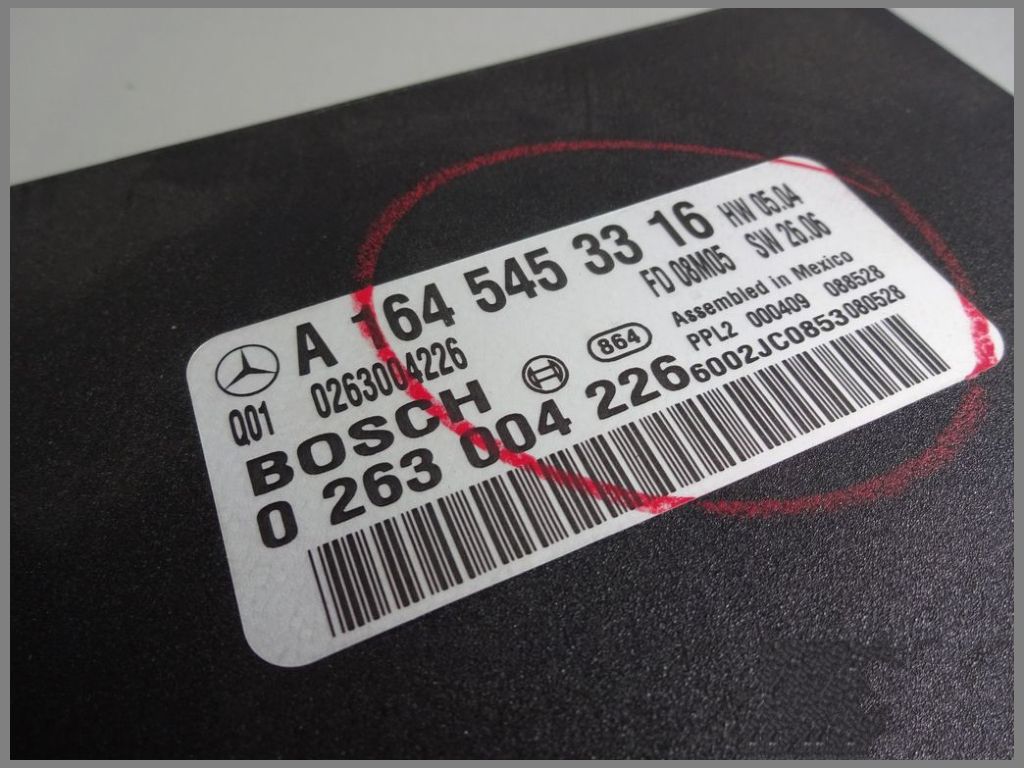 A 164 545 33 16 HW 05.04
Q01 0263004226 FD 08M05 SW 26.06
BOSCH 864 Assembled in Mexico
PPL2 000409 088528
0 263 004 226 6002JC0853080528